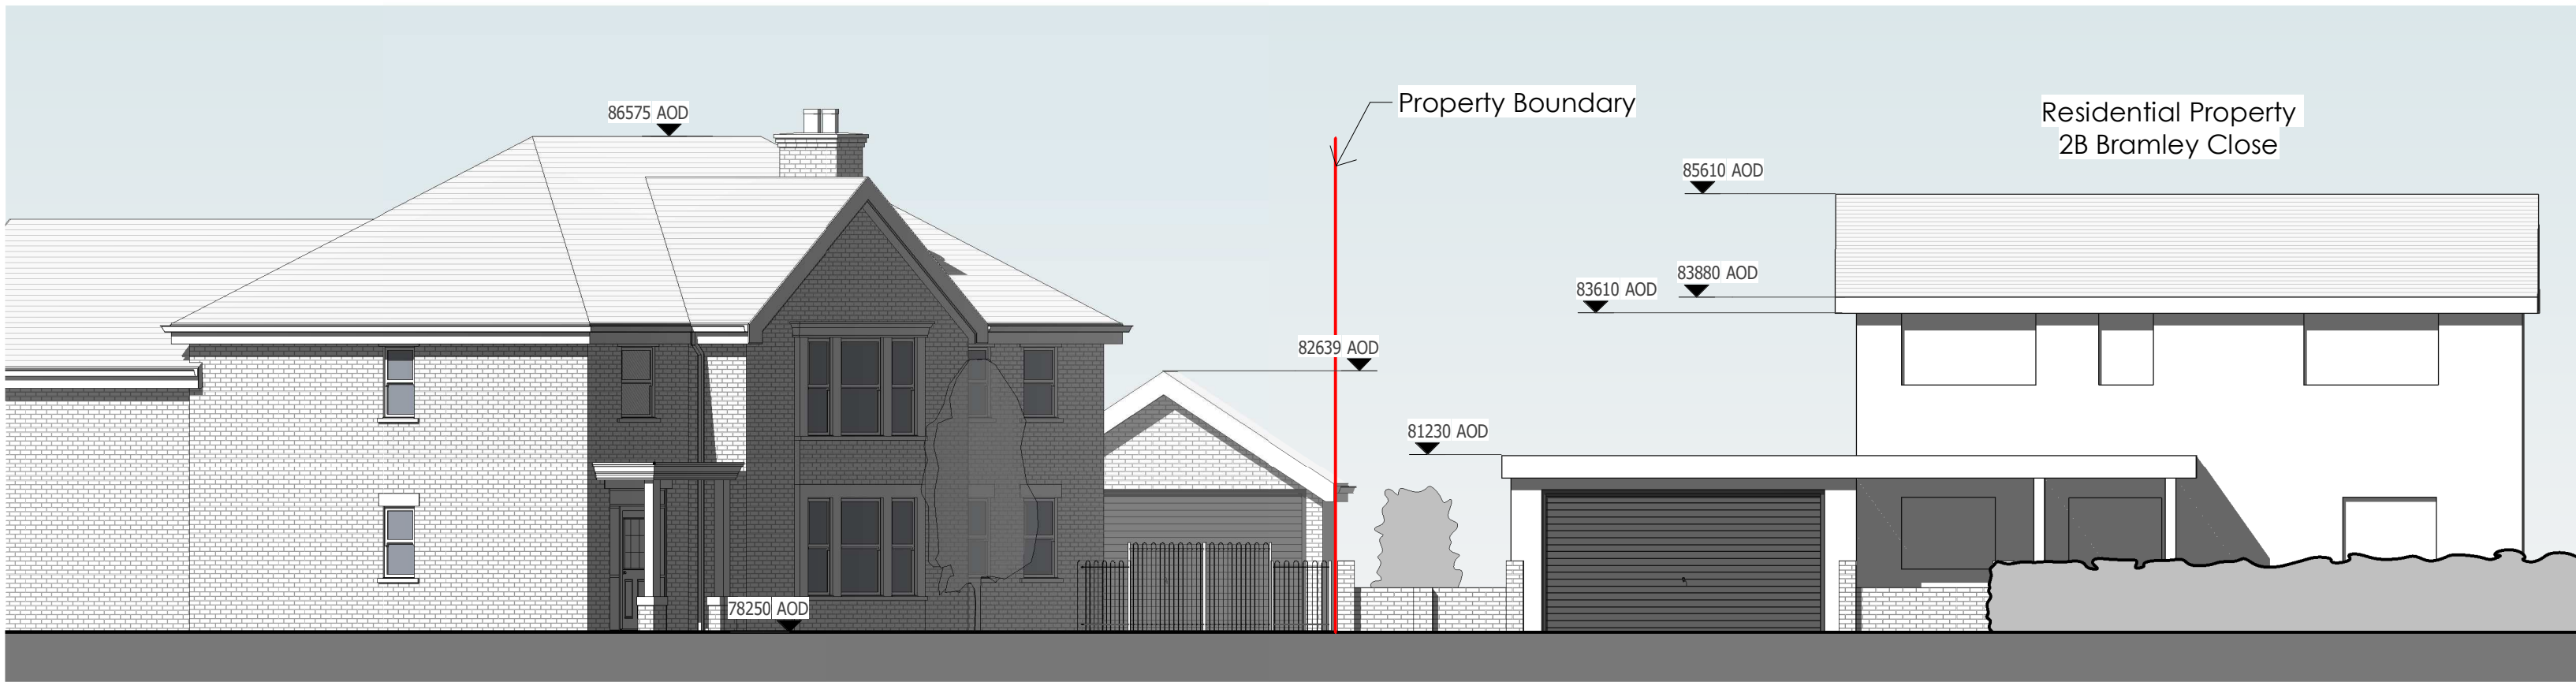 86575 AOD
Property Boundary
Residential Property
2B Bramley Close
85610 AOD
83880 AOD
83610 AOD
82639 AOD
81230 AOD
78250 AOD